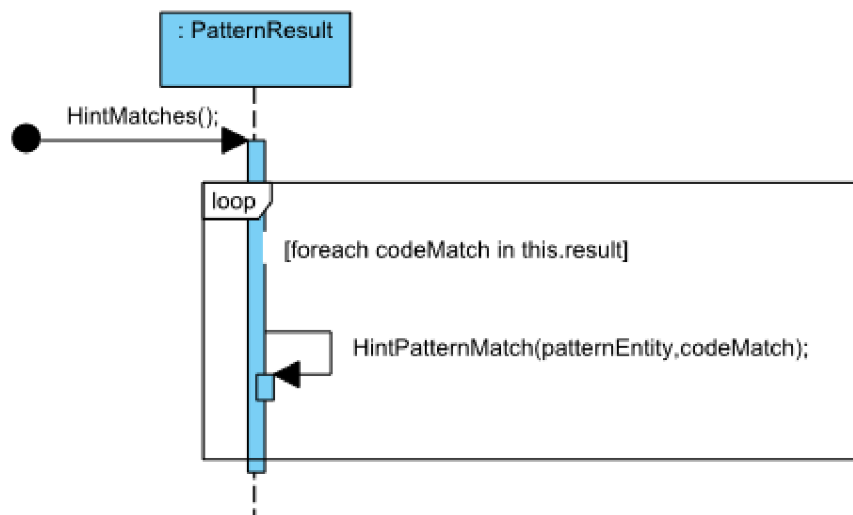 : PatternResult
HintMatches();
loop
[foreach codeMatch in this.result]
HintPatternMatch(patternEntity,codeMatch);